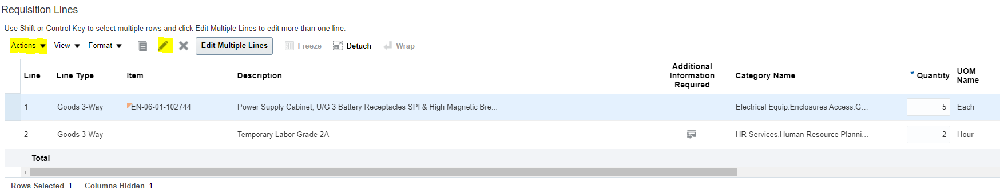 Requisition Lines
Use Shift or Control Key to select multiple rows and click Edit Multiple Lines to edit more than one line.
Actions View Format Edit Multiple Lines Freeze Detach Wrap
Line Line Type Item Description Additional Information Required Category Name * Quantity UOM Name
1 Goods 3-Way EN-06-01-102744 Power Supply Cabinet; U/G 3 Battery Receptacles SPI & High Magnetic Bre... Electrical Equip.Enclosures Access.G... 5 Each
2 Goods 3-Way Temporary Labor Grade 2A HR Services.Human Resource Planni... 2 Hour
Total
Rows Selected 1 Columns Hidden 1